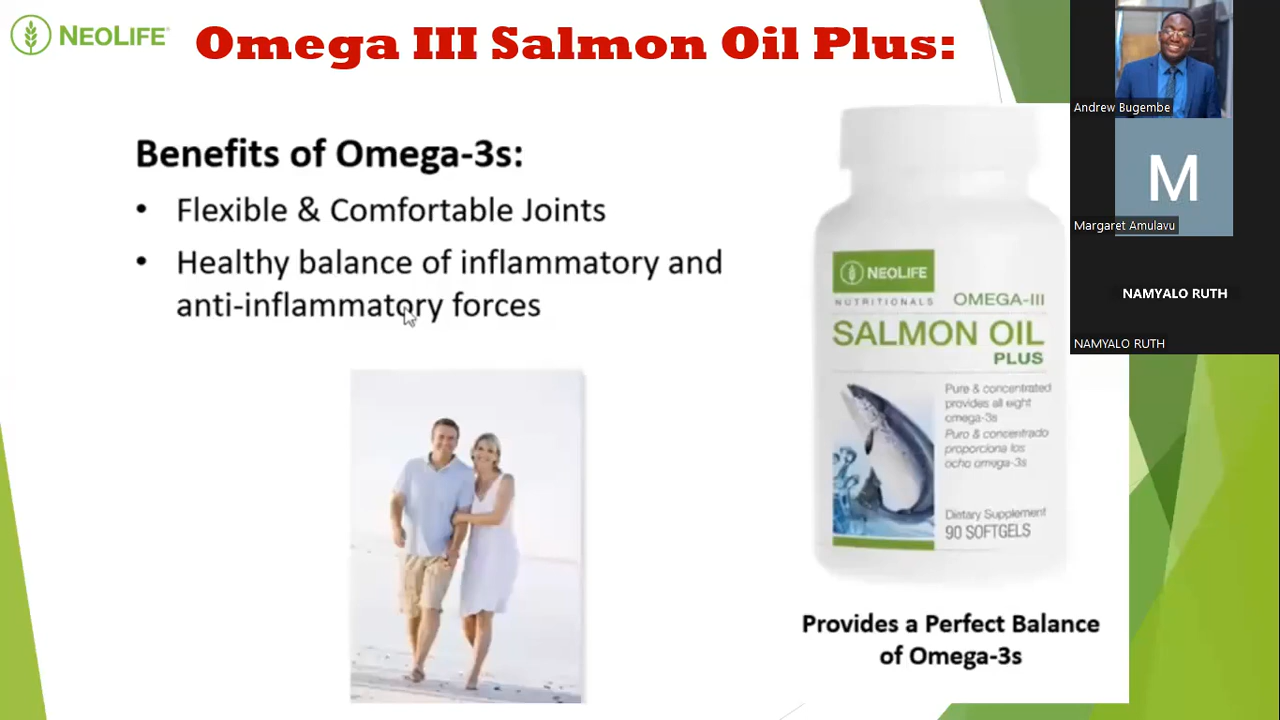 NEOLIFE
Omega III Salmon Oil Plus:
Benefits of Omega-3s:
• Flexible & Comfortable Joints
• Healthy balance of inflammatory and
anti-inflammatory forces
NEOLIFE
NUTRITIONALS
OMEGA-III
SALMON OIL
PLUS
Pure & concentrated
provides all eight
omega-3s
Puro & concentrado
proporciona los
ocho omega-3s
Dietary Supplement
90 SOFTGELS
Provides a Perfect Balance
of Omega-3s
Andrew Bugembe
M
Margaret Amulavu
NAMYALO RUTH
NAMYALO RUTH